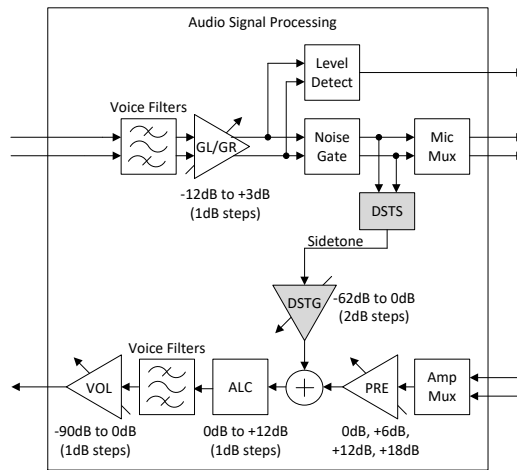 Audio Signal Processing
Level
Detect
Voice Filters
GL/GR
Noise
Gate
Mic
Mux
-12dB to +3dB
(1dB steps)
DSTS
Sidetone
DSTG
-62dB to 0dB
(2dB steps)
Voice Filters
VOL
ALC
PRE
Amp
Mux
-90dB to 0dB
(1dB steps)
0dB to +12dB
(1dB steps)
0dB, +6dB,
+12dB, +18dB